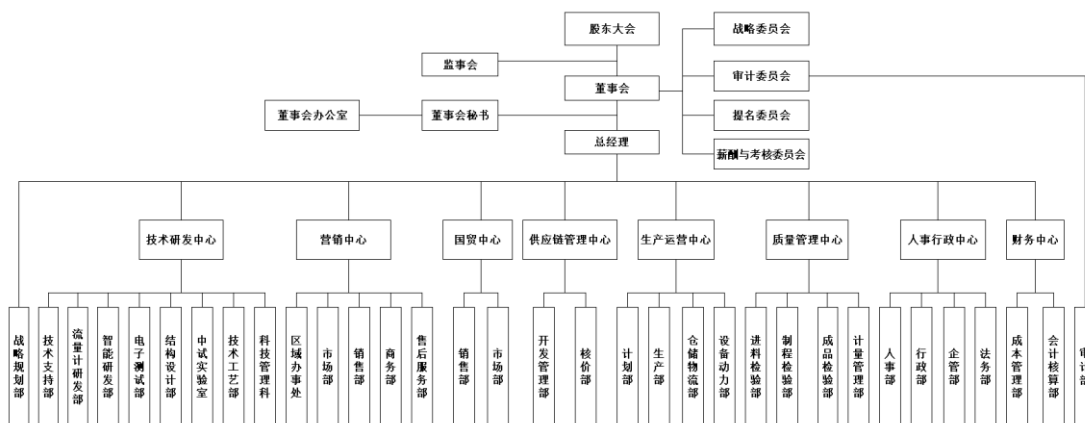 股东大会
战略委员会
监事会
审计委员会
董事会
董事会办公室
董事会秘书
提名委员会
总经理
薪酬与考核委员会
技术研发中心
营销中心
国贸中心
供应链管理中心
生产运营中心
质量管理中心
人事行政中心
财务中心
战略规划部
技术支持部
流量计研发部
智能研发部
电子测试部
结构设计部
中试实验室
技术工艺部
科技管理科
区域办事处
市场部
销售部
商务部
售后服务部
销售部
市场部
开发管理部
核价部
计划部
生产部
仓储物流部
设备动力部
进料检验部
制程检验部
成品检验部
计量管理部
人事部
行政部
企管部
法务部
成本管理部
会计核算部
审计部